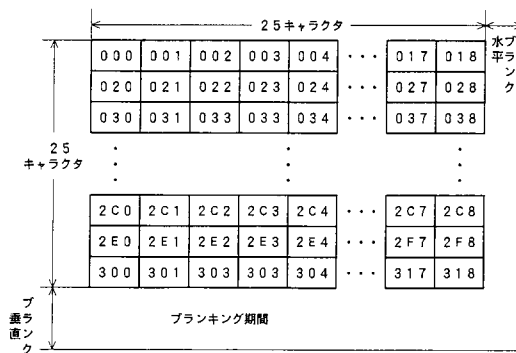 25キャラクタ
水平ブランク
25キャラクタ
000 001 002 003 004 ・・・ 017 018
020 021 022 023 024 ・・・ 027 028
030 031 033 033 034 ・・・ 037 038
2C0 2C1 2C2 2C3 2C4 ・・・ 2C7 2C8
2E0 2E1 2E2 2E3 2E4 ・・・ 2F7 2F8
300 301 303 303 304 ・・・ 317 318
垂直ブランク
ブランキング期間